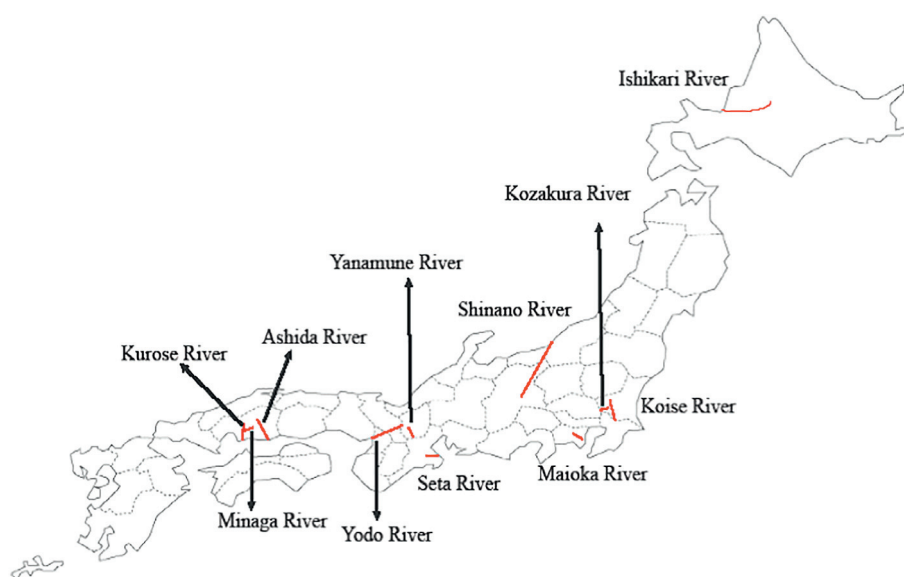 Ishikari River
Kozakura River
Yanamune River
Shinano River
Ashida River
Kurose River
Koise River
Maioka River
Seta River
Minaga River
Yodo River